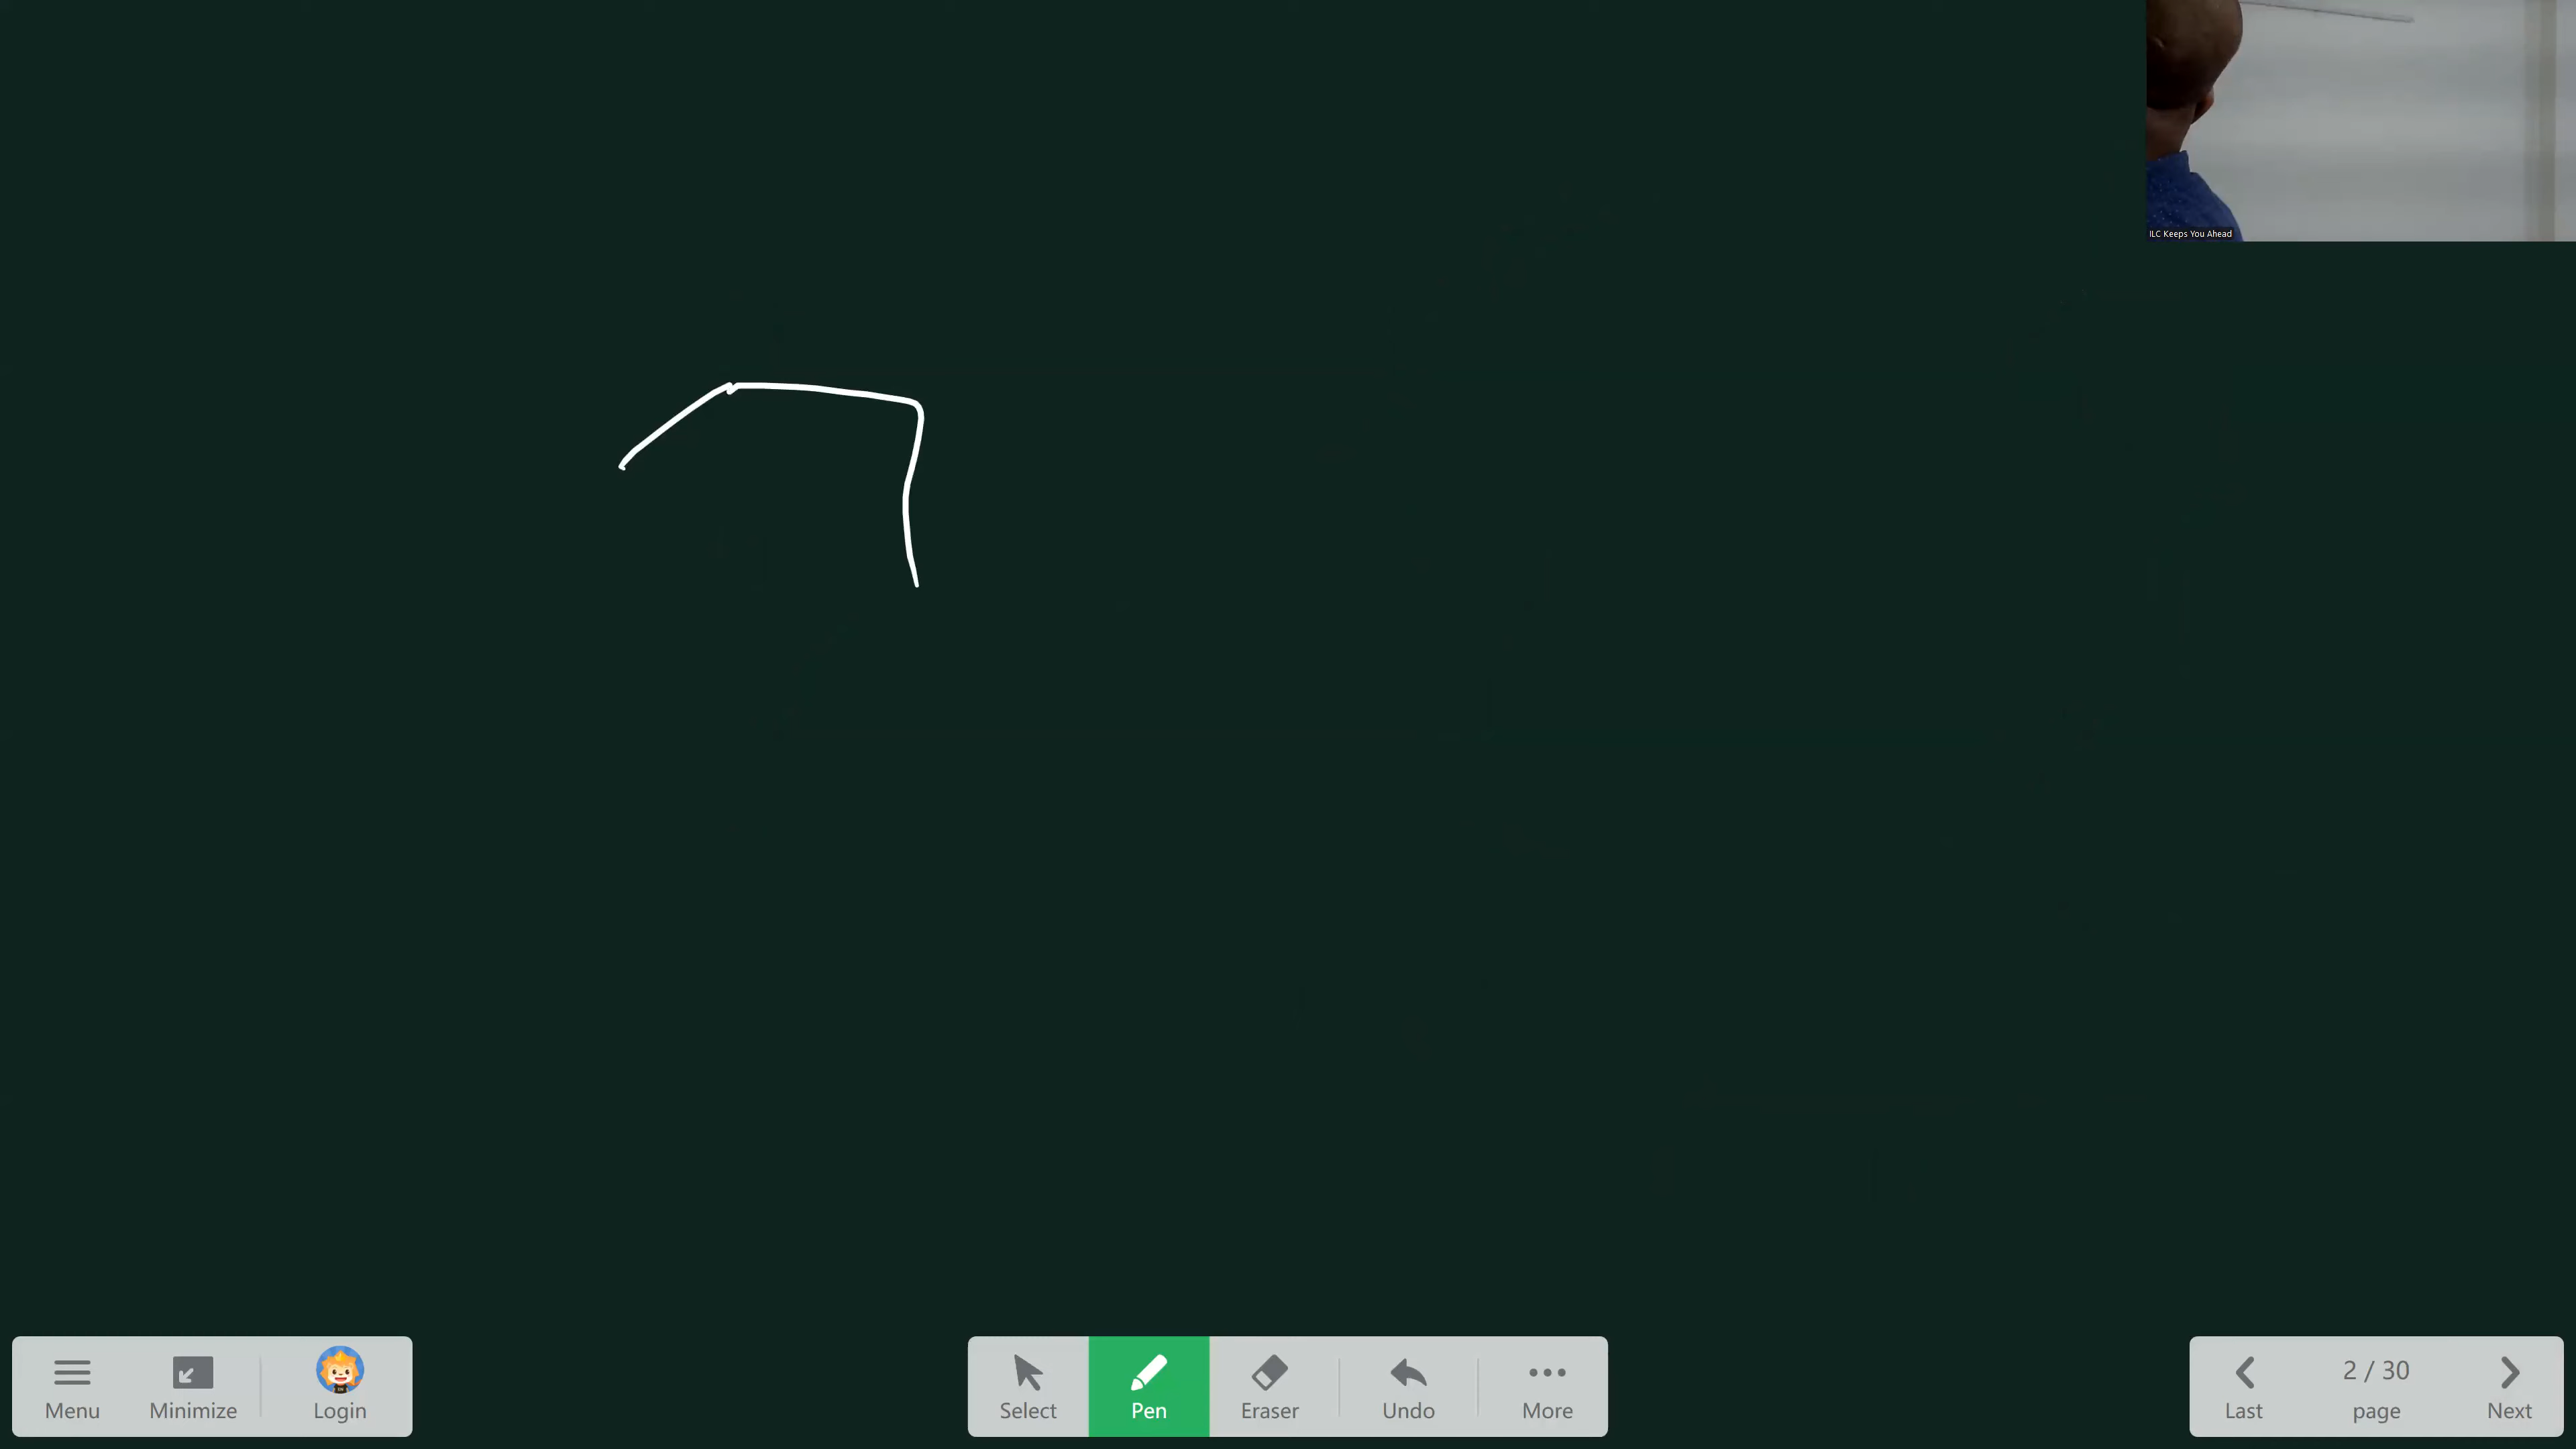 ILC Keeps You Ahead
Menu
Minimize
Login
Select
Pen
Eraser
Undo
More
Last
2 / 30
page
Next